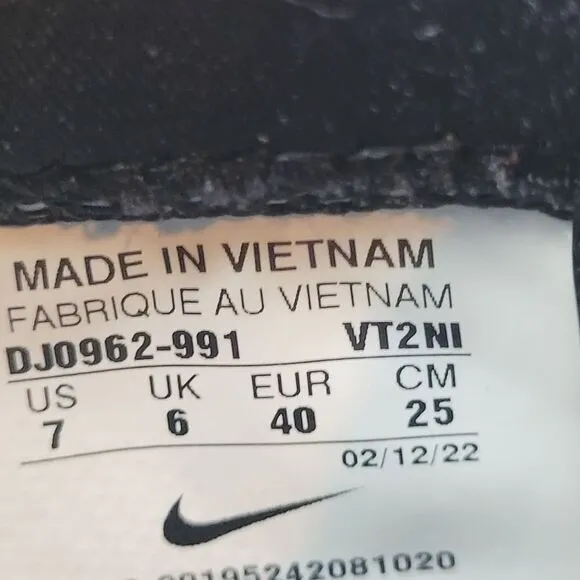 MADE IN VIETNAM
FABRIQUE AU VIETNAM
DJ0962-991 VT2NI
US UK EUR CM
7 6 40 25
02/12/22
00195242081020